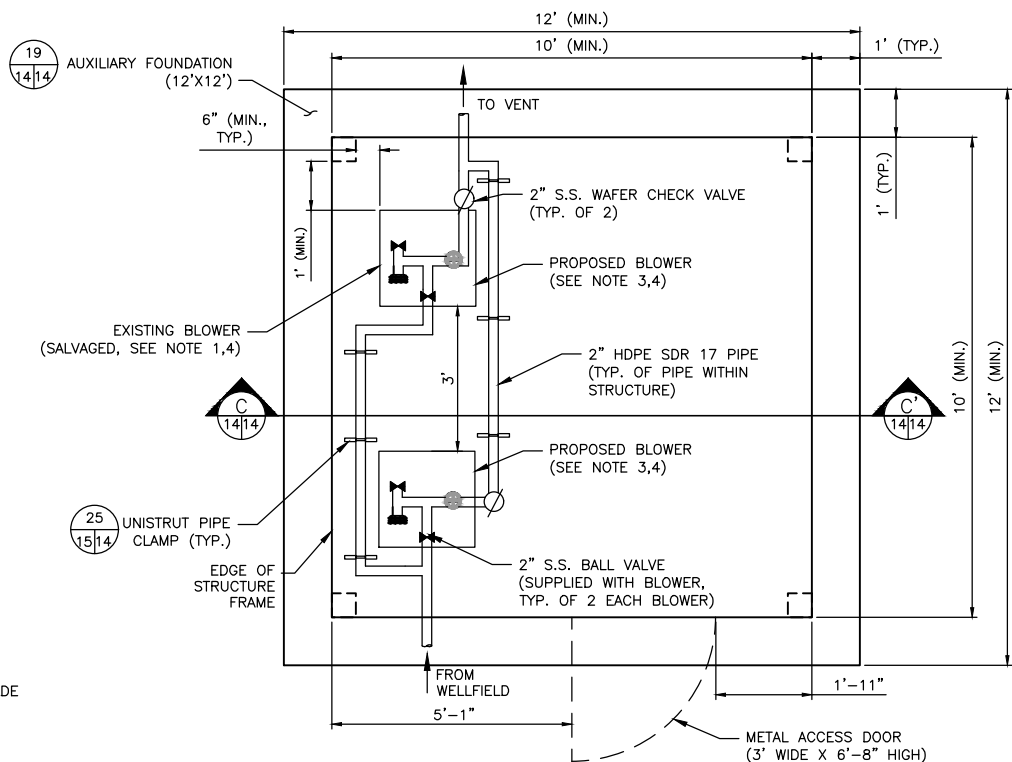 12' (MIN.)
10' (MIN.)
1' (TYP.)
19
14 14
AUXILIARY FOUNDATION
(12'X12')
TO VENT
6" (MIN.,
TYP.)
1' (TYP.)
2" S.S. WAFER CHECK VALVE
(TYP. OF 2)
1' (MIN.)
PROPOSED BLOWER
(SEE NOTE 3,4)
EXISTING BLOWER
(SALVAGED, SEE NOTE 1,4)
3'
2" HDPE SDR 17 PIPE
(TYP. OF PIPE WITHIN
STRUCTURE)
10' (MIN.)
12' (MIN.)
C
14 14
C'
14 14
PROPOSED BLOWER
(SEE NOTE 3,4)
25
15 14
UNISTRUT PIPE
CLAMP (TYP.)
EDGE OF
STRUCTURE
FRAME
2" S.S. BALL VALVE
(SUPPLIED WITH BLOWER,
TYP. OF 2 EACH BLOWER)
DE
FROM
WELLFIELD
1'-11"
5'-1"
METAL ACCESS DOOR
(3' WIDE X 6'-8" HIGH)